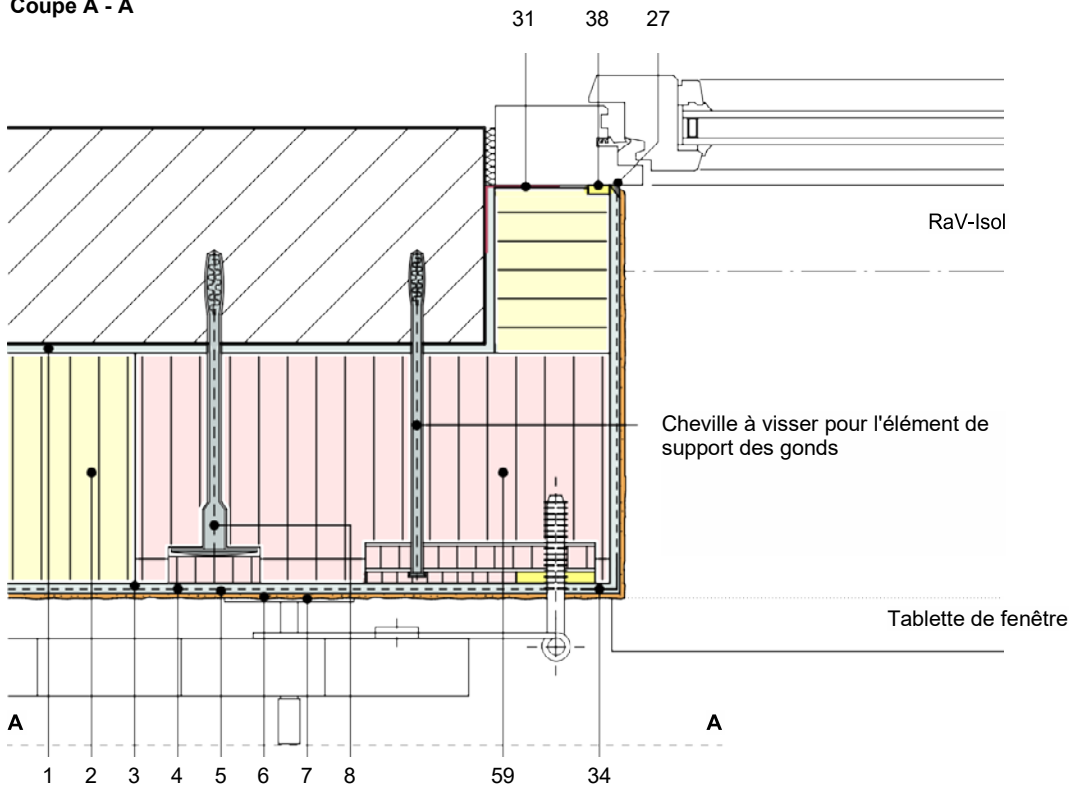 Coupe A - A
31 38 27
RaV-Isol
Cheville à visser pour l'élément de
support des gonds
Tablette de fenêtre
A A
1 2 3 4 5 6 7 8 59 34